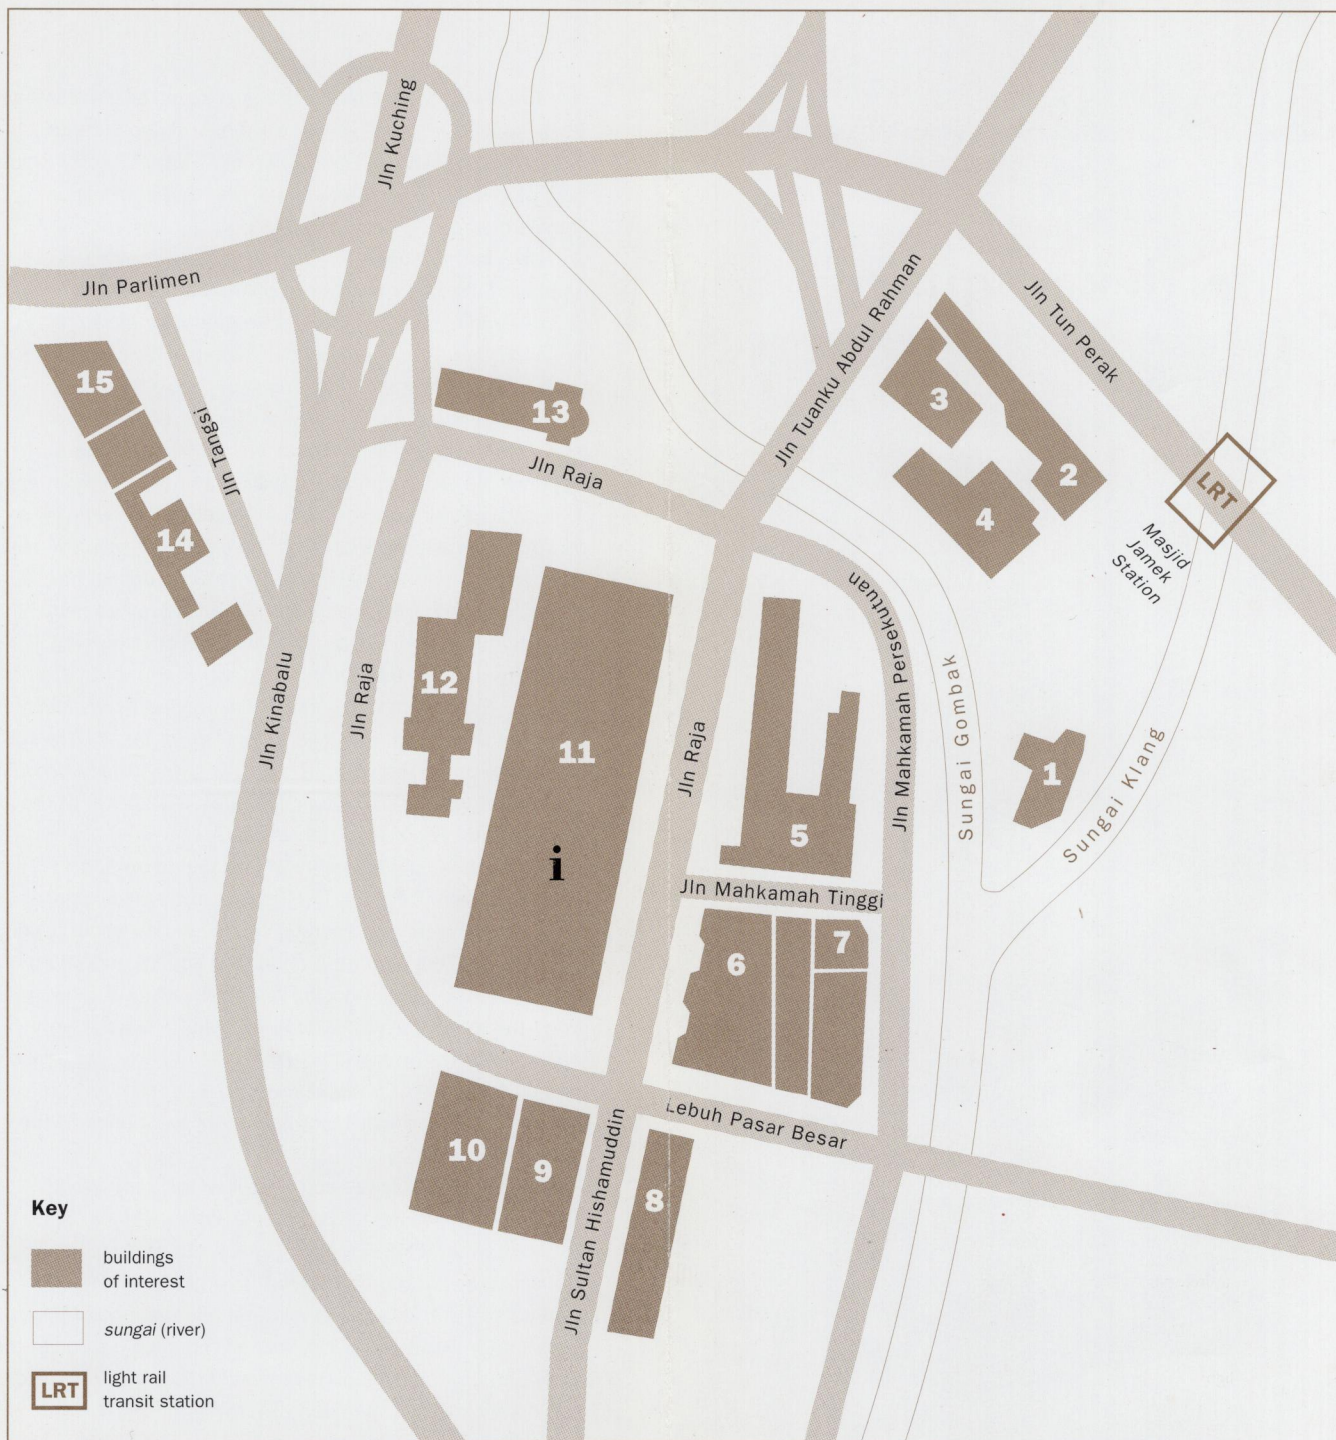 Jln Kuching
Jln Parlimen
Jln Tuanku Abdul Rahman
Jln Tun Perak
15
Jln Tangsi
13
3
Jln Raja
2
LRT
4
14
Masjid
Jamek
Station
Jln Mahkamah Persekutuan
12
Jln Kinabalu
Jln Raja
11
Jln Raja
Sungai Gombak
1
Sungai Klang
5
i
Jln Mahkamah Tinggi
6
7
Lebuh Pasar Besar
10
9
8
Jln Sultan Hishamuddin
Key
buildings
of interest
sungai (river)
LRT
light rail
transit station